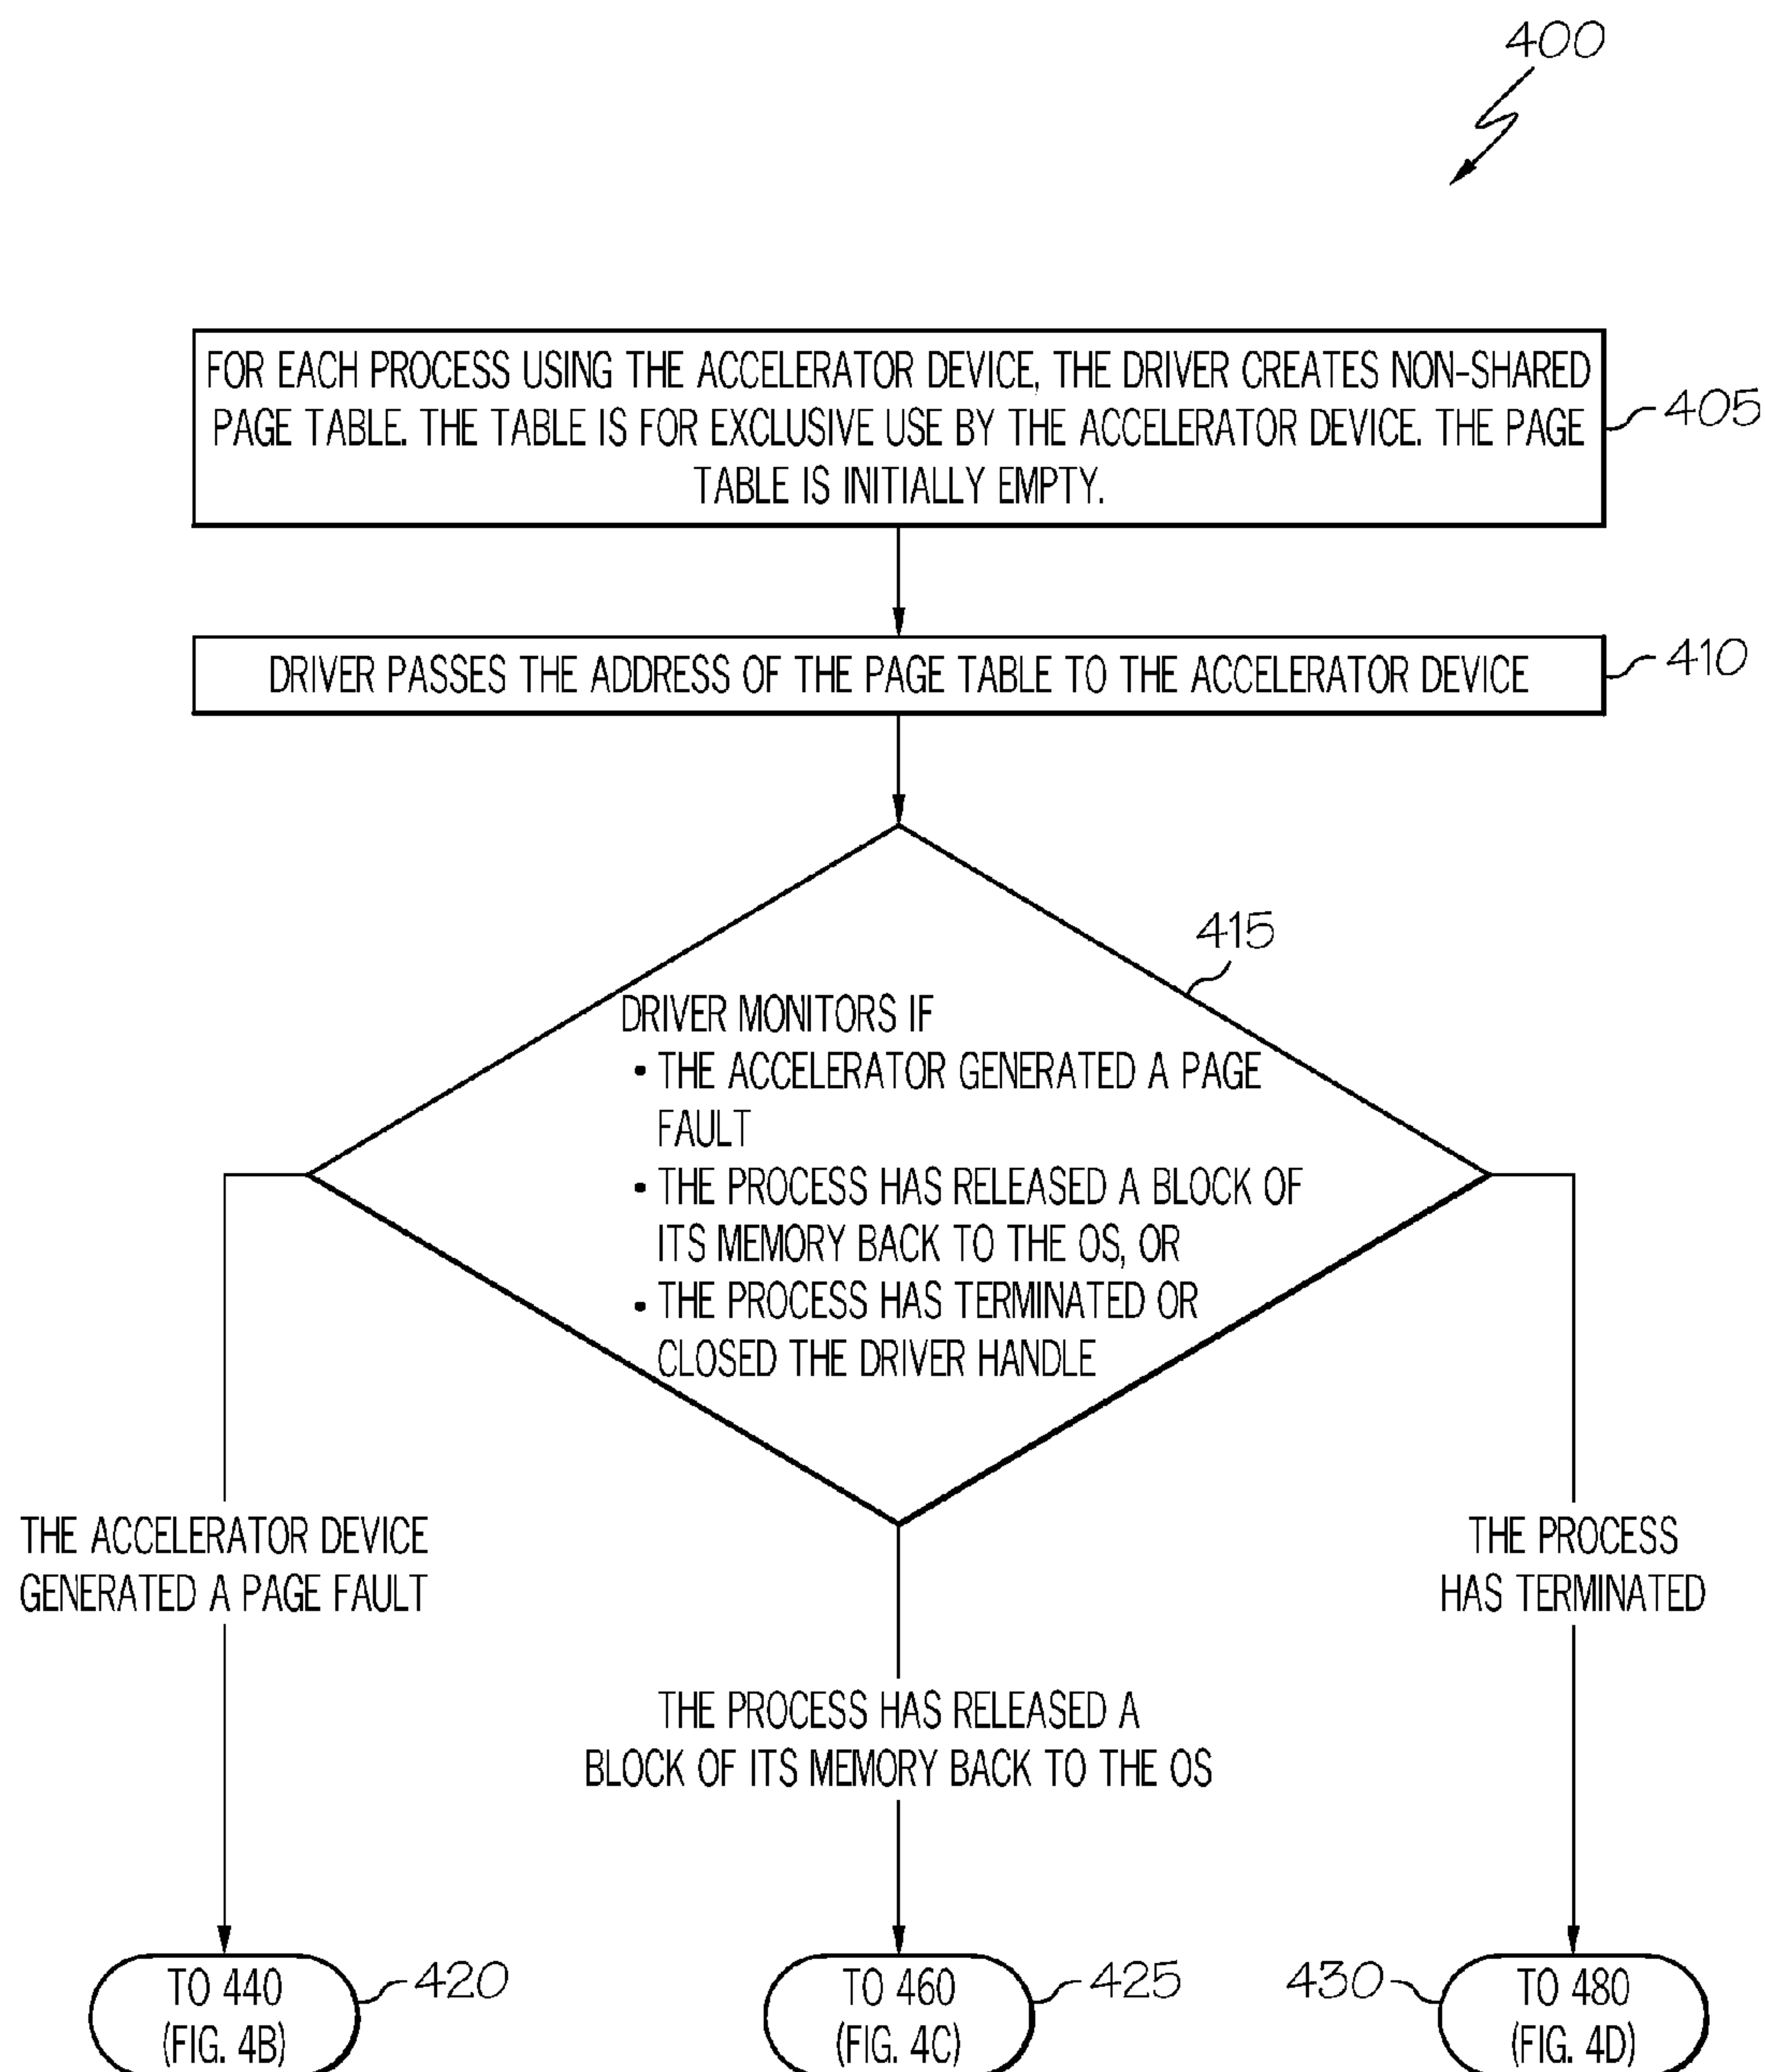 400
FOR EACH PROCESS USING THE ACCELERATOR DEVICE, THE DRIVER CREATES NON-SHARED
PAGE TABLE. THE TABLE IS FOR EXCLUSIVE USE BY THE ACCELERATOR DEVICE. THE PAGE
TABLE IS INITIALLY EMPTY.
405
DRIVER PASSES THE ADDRESS OF THE PAGE TABLE TO THE ACCELERATOR DEVICE
410
415
DRIVER MONITORS IF
• THE ACCELERATOR GENERATED A PAGE
FAULT
• THE PROCESS HAS RELEASED A BLOCK OF
ITS MEMORY BACK TO THE OS, OR
• THE PROCESS HAS TERMINATED OR
CLOSED THE DRIVER HANDLE
THE ACCELERATOR DEVICE
GENERATED A PAGE FAULT
THE PROCESS
HAS TERMINATED
THE PROCESS HAS RELEASED A
BLOCK OF ITS MEMORY BACK TO THE OS
TO 440
(FIG. 4B)
420
TO 460
(FIG. 4C)
425
430
TO 480
(FIG. 4D)